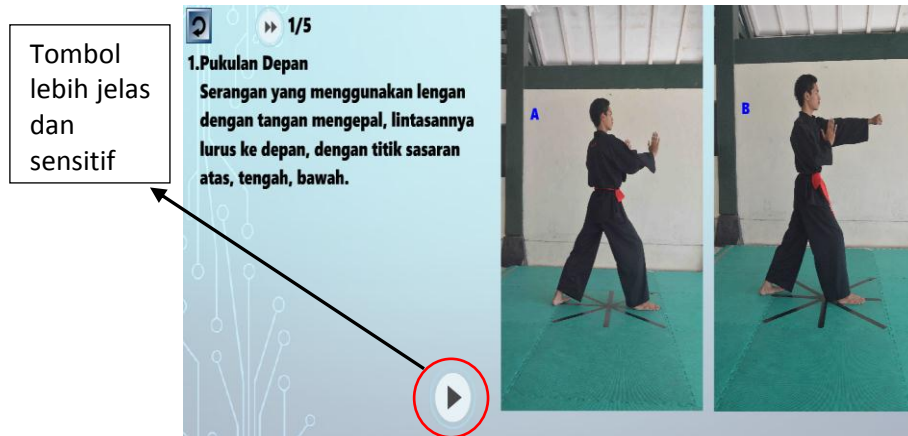 Tombol
lebih jelas
dan
sensitif
1/5
1.Pukulan Depan
Serangan yang menggunakan lengan
dengan tangan mengepal, lintasannya
lurus ke depan, dengan titik sasaran
atas, tengah, bawah.
A
B